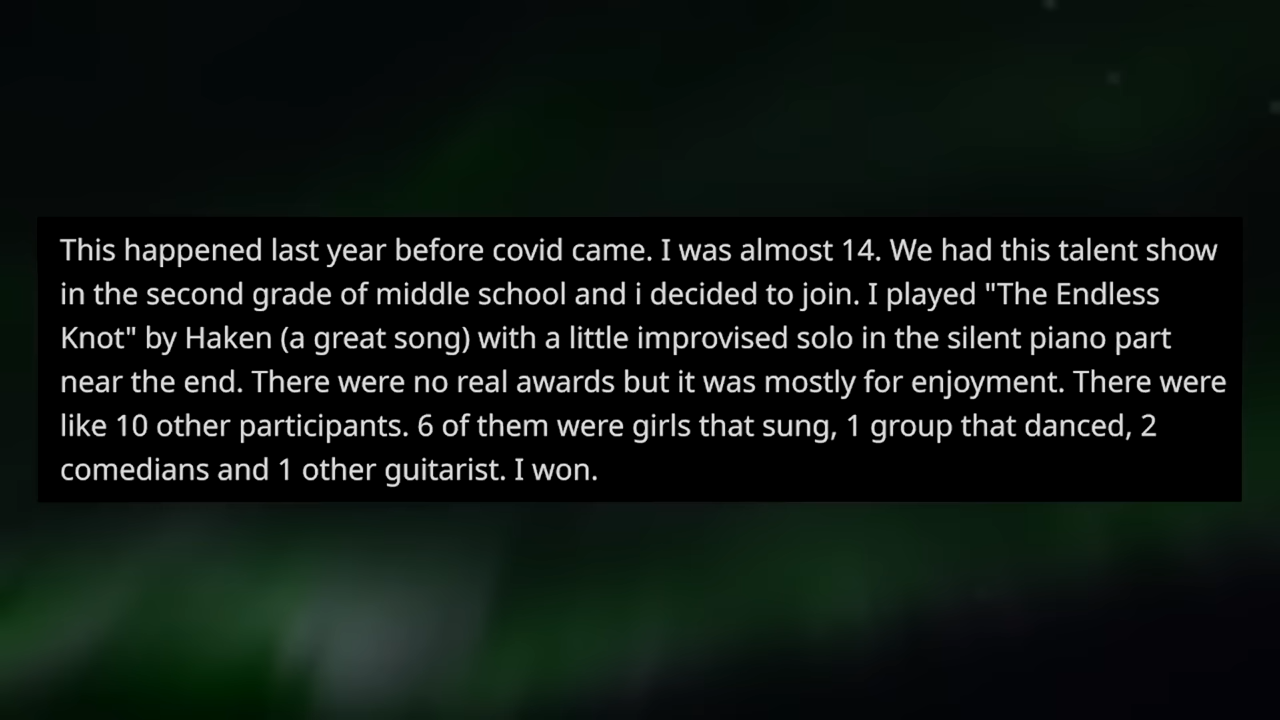 This happened last year before covid came. I was almost 14. We had this talent show
in the second grade of middle school and i decided to join. I played "The Endless
Knot" by Haken (a great song) with a little improvised solo in the silent piano part
near the end. There were no real awards but it was mostly for enjoyment. There were
like 10 other participants. 6 of them were girls that sung, 1 group that danced, 2
comedians and 1 other guitarist. I won.